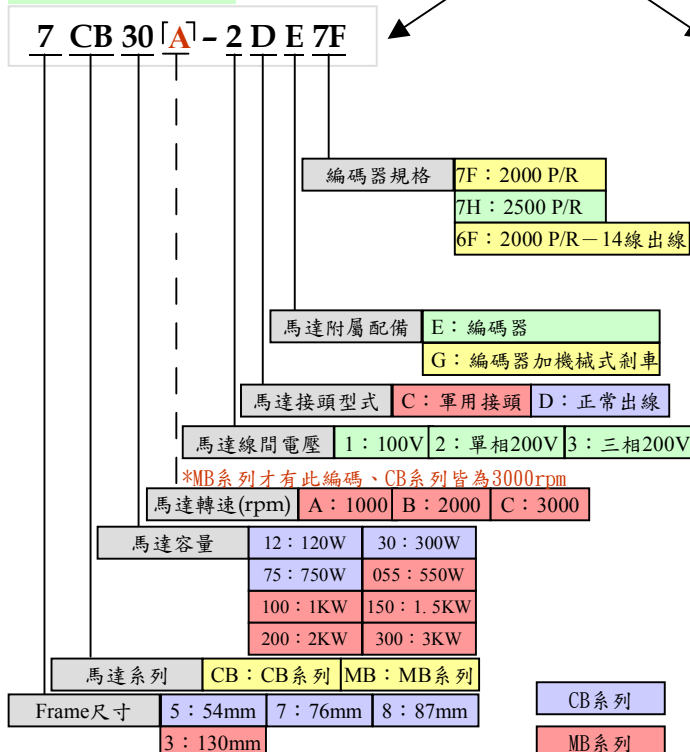 7 CB 30「A」– 2 D E 7F
編碼器規格 7F：2000 P/R
7H：2500 P/R
6F：2000 P/R－14線出線
馬達附屬配備 E：編碼器
G：編碼器加機械式剎車
馬達接頭型式 C：軍用接頭 D：正常出線
馬達線間電壓 1：100V 2：單相200V 3：三相200V
*MB系列才有此編碼、CB系列皆為3000rpm
馬達轉速(rpm) A：1000 B：2000 C：3000
馬達容量 12：120W 30：300W
75：750W 055：550W
100：1KW 150：1.5KW
200：2KW 300：3KW
馬達系列 CB：CB系列 MB：MB系列
Frame尺寸 5：54mm 7：76mm 8：87mm
3：130mm
CB系列
MB系列